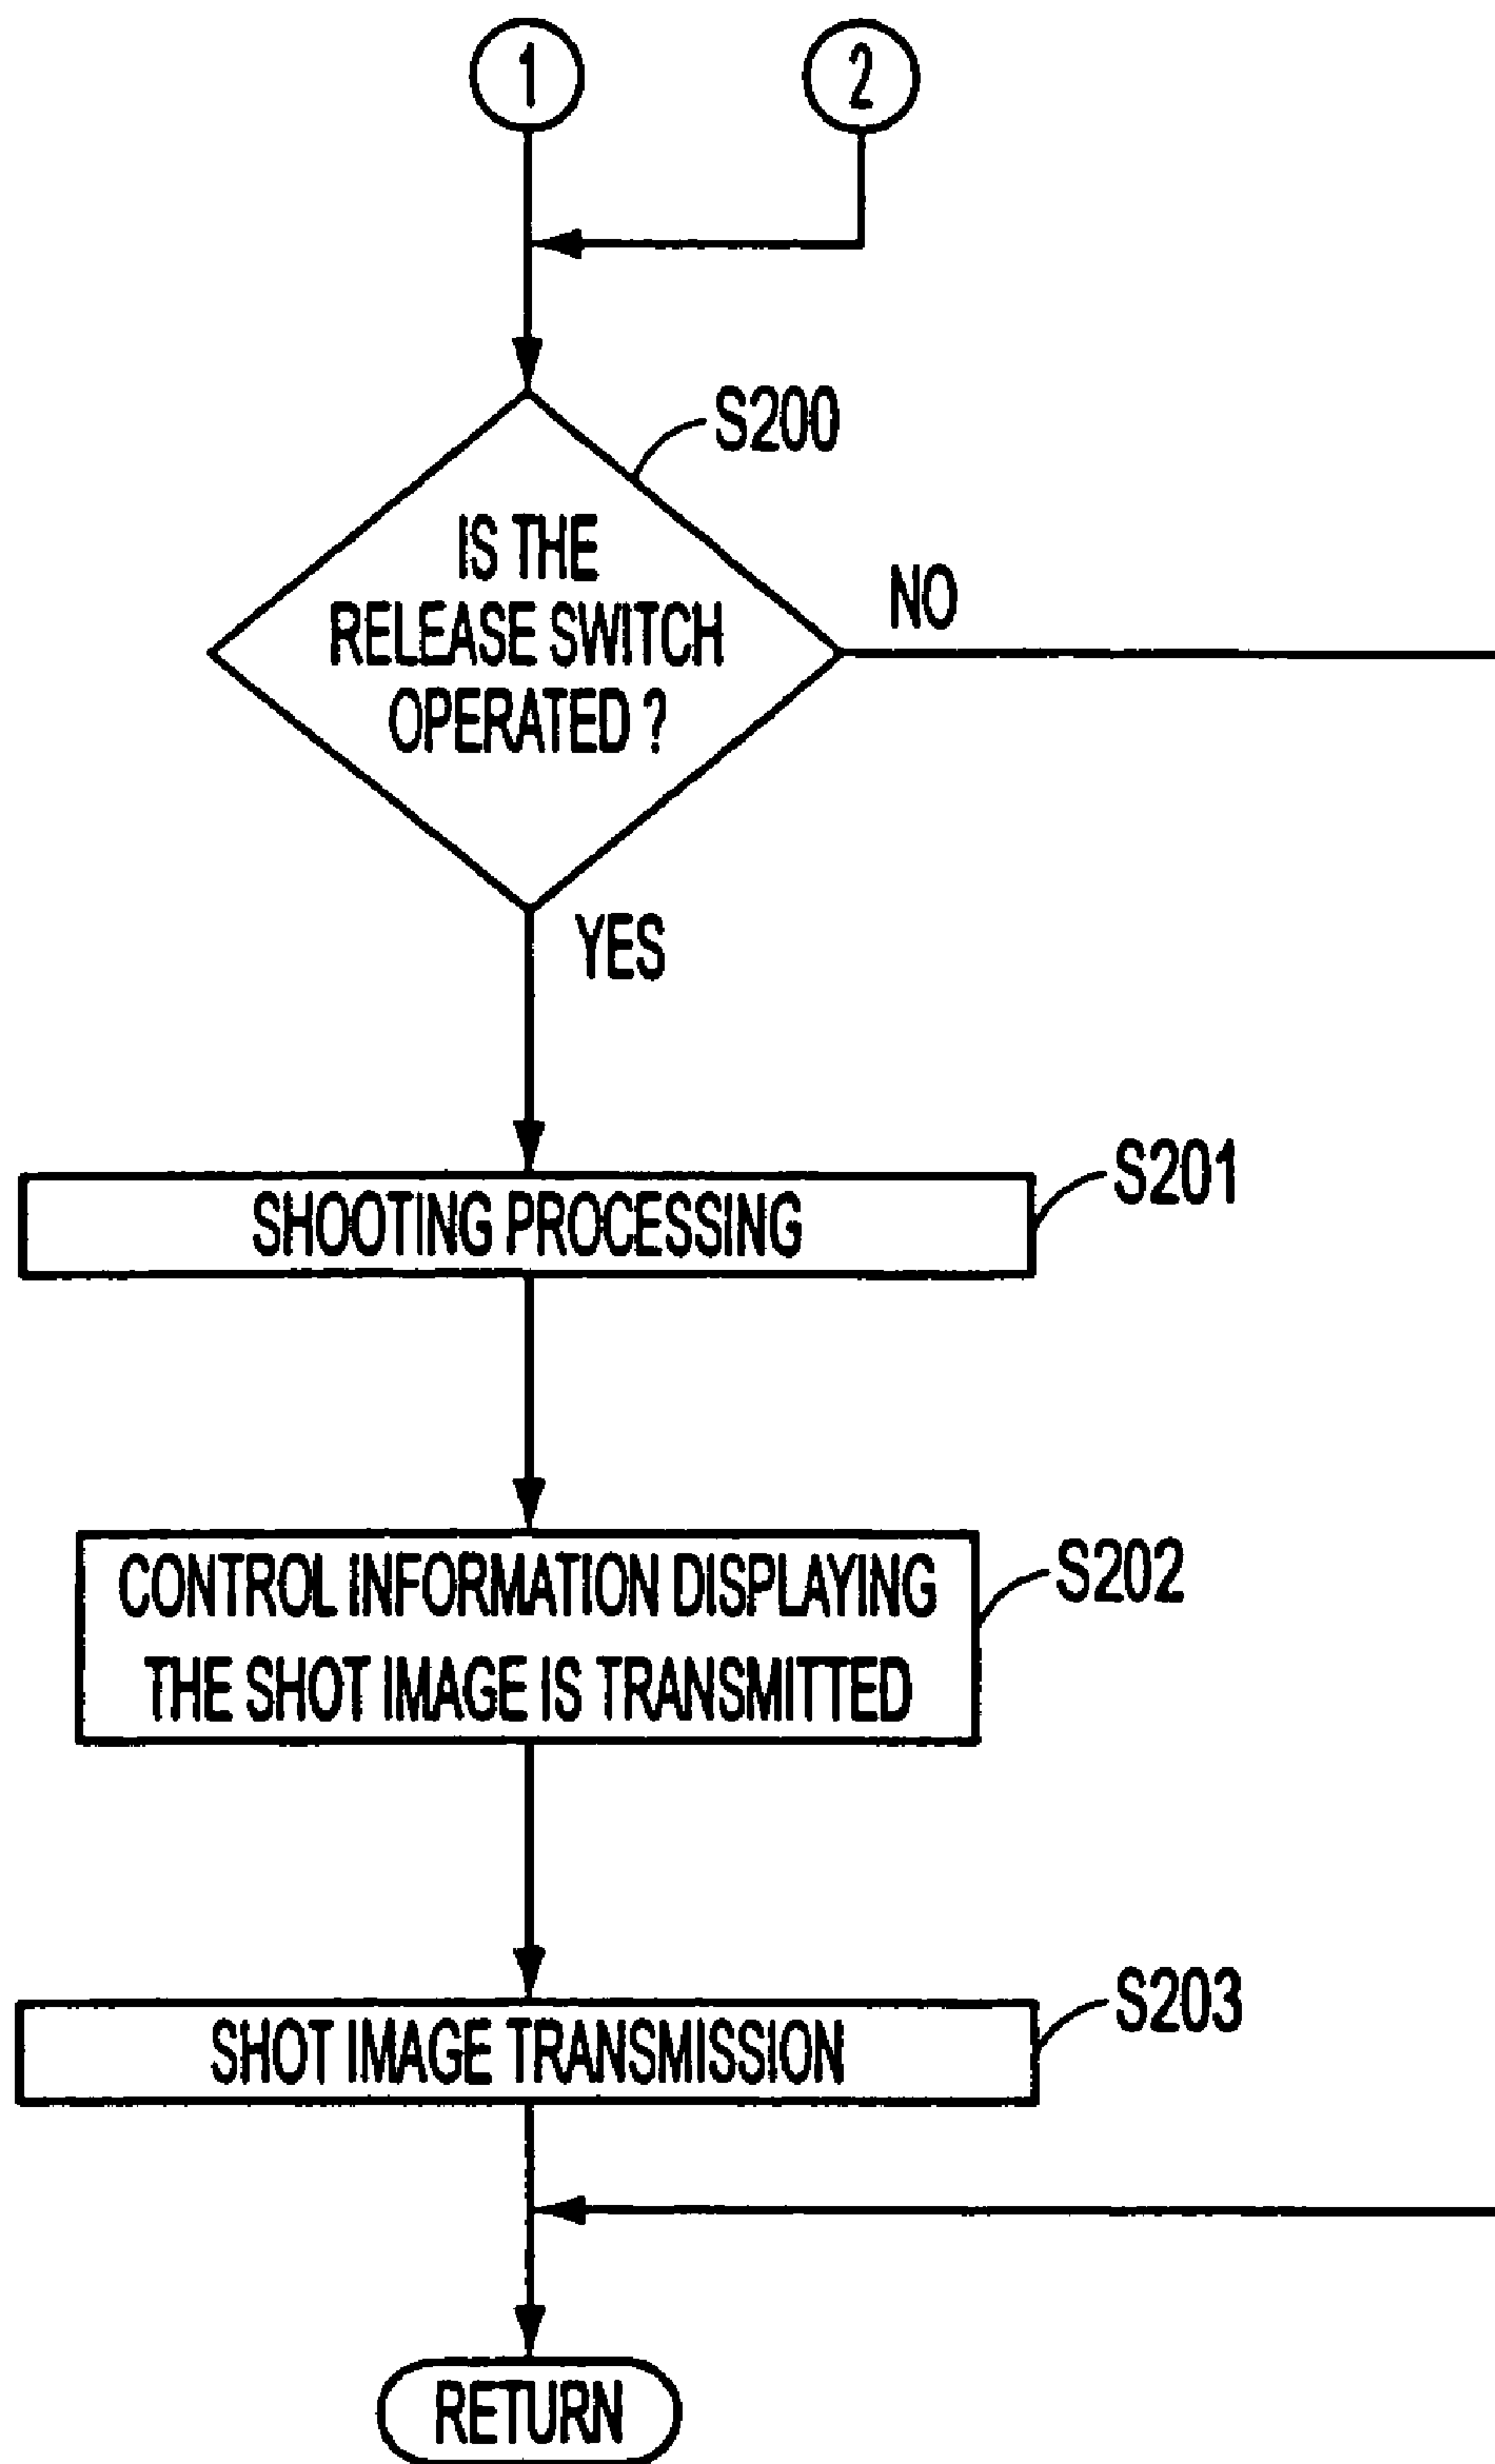 1
2
S200
IS THE
RELEASE SWITCH
OPERATED ?
NO
YES
SHOOTING PROCESSING
S201
CONTROL INFORMATION DISPLAYING
THE SHOT IMAGE IS TRANSMITTED
S202
SHOT IMAGE TRANSMISSION
S203
RETURN